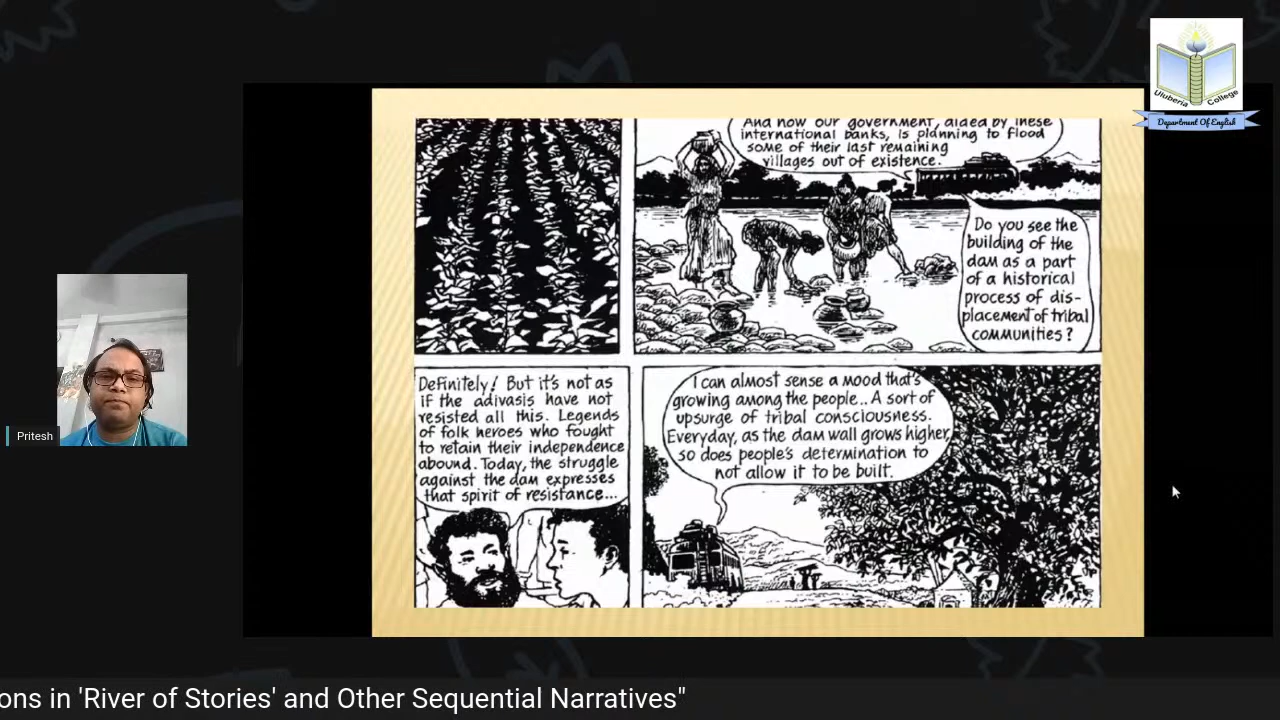 And now our government, aided by these
international banks, is planning to flood
some of their last remaining
villages out of existence.
Do you see the
building of the
dam as a part
of a historical
process of dis-
placement of tribal
communities?
Definitely! But it's not as
if the adivasis have not
resisted all this. Legends
of folk heroes who fought
to retain their independence
abound. Today, the struggle
against the dam expresses
that spirit of resistance...
I can almost sense a mood that's
growing among the people.. A sort of
upsurge of tribal consciousness.
Everyday, as the dam wall grows higher,
so does people's determination to
not allow it to be built.
Uluberia College
Department Of English
Pritesh
ons in 'River of Stories' and Other Sequential Narratives"